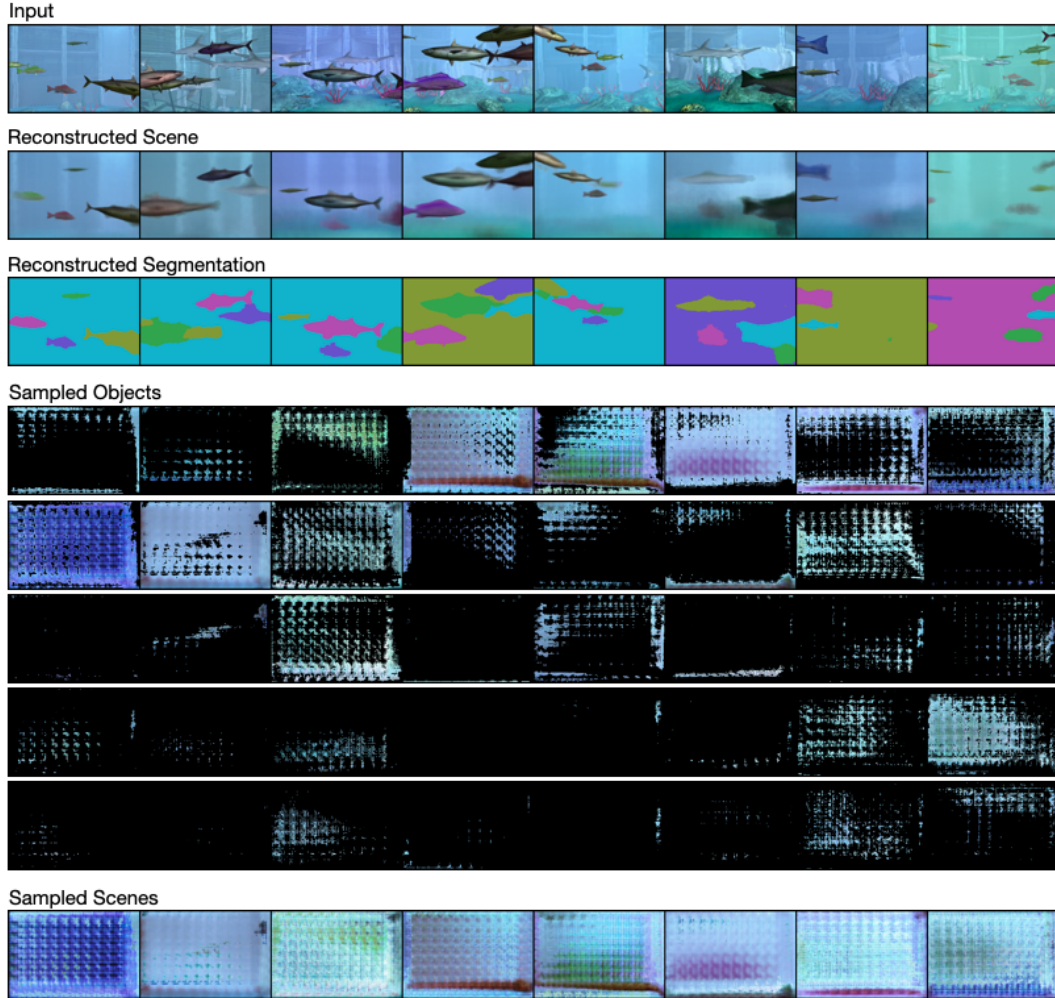 Input
Reconstructed Scene
Reconstructed Segmentation
Sampled Objects
Sampled Scenes